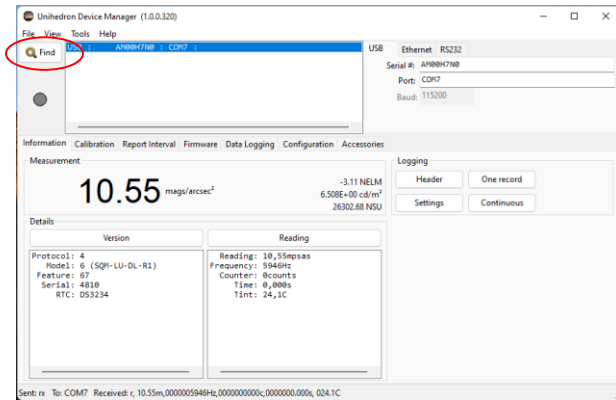 Unihedron Device Manager (1.0.0.320)
File View Tools Help
Find
USB : AM00H7N0 : COM7 :
USB Ethernet RS232
Serial #: AM00H7N0
Port: COM7
Baud: 115200
Information Calibration Report Interval Firmware Data Logging Configuration Accessories
Measurement
10.55 mags/arcsec²
-3.11 NELM
6.508E+00 cd/m²
26302.68 NSU
Logging
Header One record
Settings Continuous
Details
Version Reading
Protocol: 4
Model: 6 (SQM-LU-DL-R1)
Feature: 67
Serial: 4810
RTC: DS3234
Reading: 10,55mpsas
Frequency: 5946Hz
Counter: 0counts
Time: 0,000s
Tint: 24,1C
Sent: rx To: COM7 Received: r, 10.55m,0000005946Hz,0000000000c,0000000.000s, 024.1C